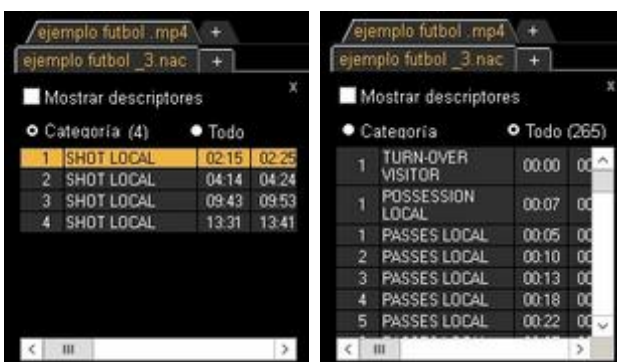 ejemplo futbol .mp4 +
ejemplo futbol _3.nac +
x
Mostrar descriptores
Categoría (4) Todo
1 SHOT LOCAL 02:15 02:25
2 SHOT LOCAL 04:14 04:24
3 SHOT LOCAL 09:43 09:53
4 SHOT LOCAL 13:31 13:41
ejemplo futbol .mp4 +
ejemplo futbol _3.nac +
x
Mostrar descriptores
Categoría Todo (265)
1 TURN-OVER VISITOR 00:00
1 POSSESSION LOCAL 00:07
1 PASSES LOCAL 00:05
2 PASSES LOCAL 00:10
3 PASSES LOCAL 00:13
4 PASSES LOCAL 00:18
5 PASSES LOCAL 00:22